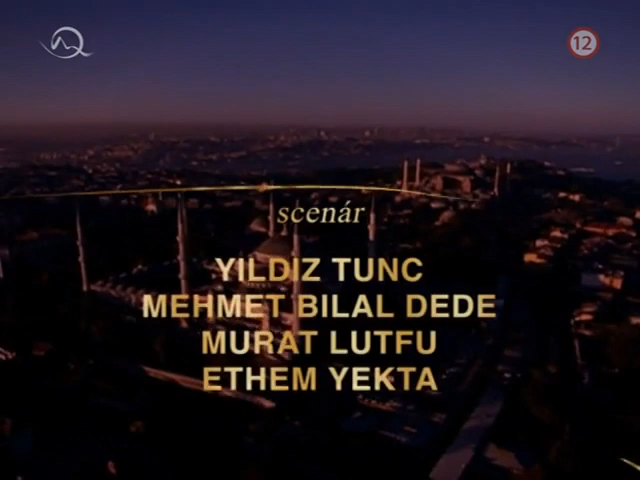 12
scenár
YILDIZ TUNC
MEHMET BILAL DEDE
MURAT LUTFU
ETHEM YEKTA